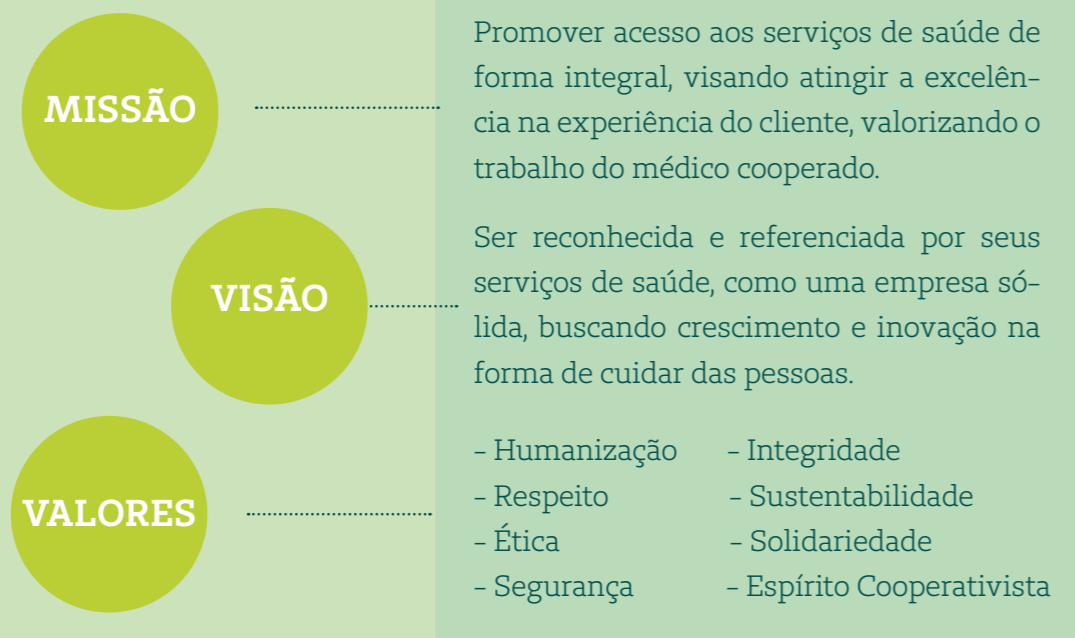 MISSÃO
Promover acesso aos serviços de saúde de
forma integral, visando atingir a excelên-
cia na experiência do cliente, valorizando o
trabalho do médico cooperado.
VISÃO
Ser reconhecida e referenciada por seus
serviços de saúde, como uma empresa só-
lida, buscando crescimento e inovação na
forma de cuidar das pessoas.
VALORES
- Humanização
- Respeito
- Ética
- Segurança
- Integridade
- Sustentabilidade
- Solidariedade
- Espírito Cooperativista